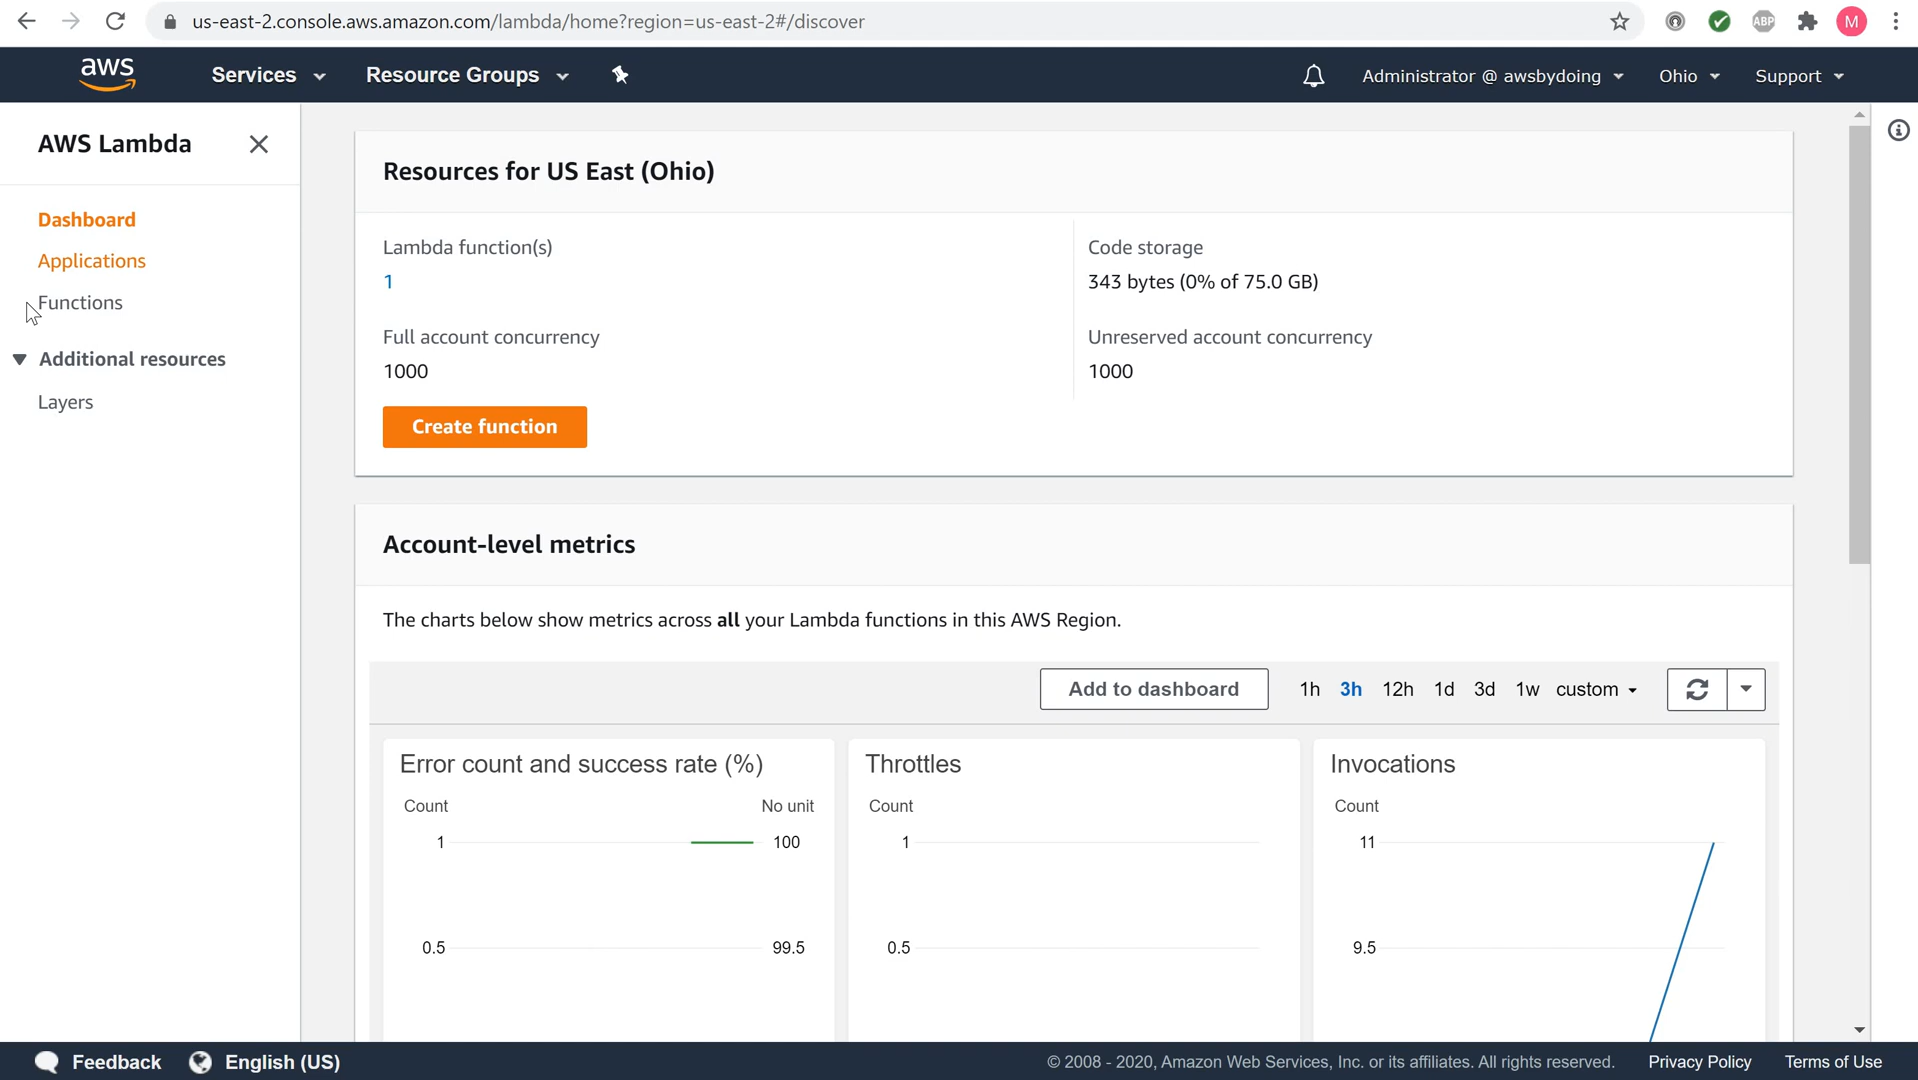 us-east-2.console.aws.amazon.com/lambda/home?region=us-east-2#/discover
ABP
M
aws
Services
Resource Groups
Administrator @ awsbydoing
Ohio
Support
AWS Lambda
Dashboard
Applications
Functions
Additional resources
Layers
Resources for US East (Ohio)
Lambda function(s)
1
Code storage
343 bytes (0% of 75.0 GB)
Full account concurrency
1000
Unreserved account concurrency
1000
Create function
Account-level metrics
The charts below show metrics across all your Lambda functions in this AWS Region.
Add to dashboard
1h 3h 12h 1d 3d 1w custom
Error count and success rate (%)
Count
No unit
1
100
0.5
99.5
Throttles
Count
1
0.5
Invocations
Count
11
9.5
Feedback
English (US)
© 2008 - 2020, Amazon Web Services, Inc. or its affiliates. All rights reserved.
Privacy Policy
Terms of Use